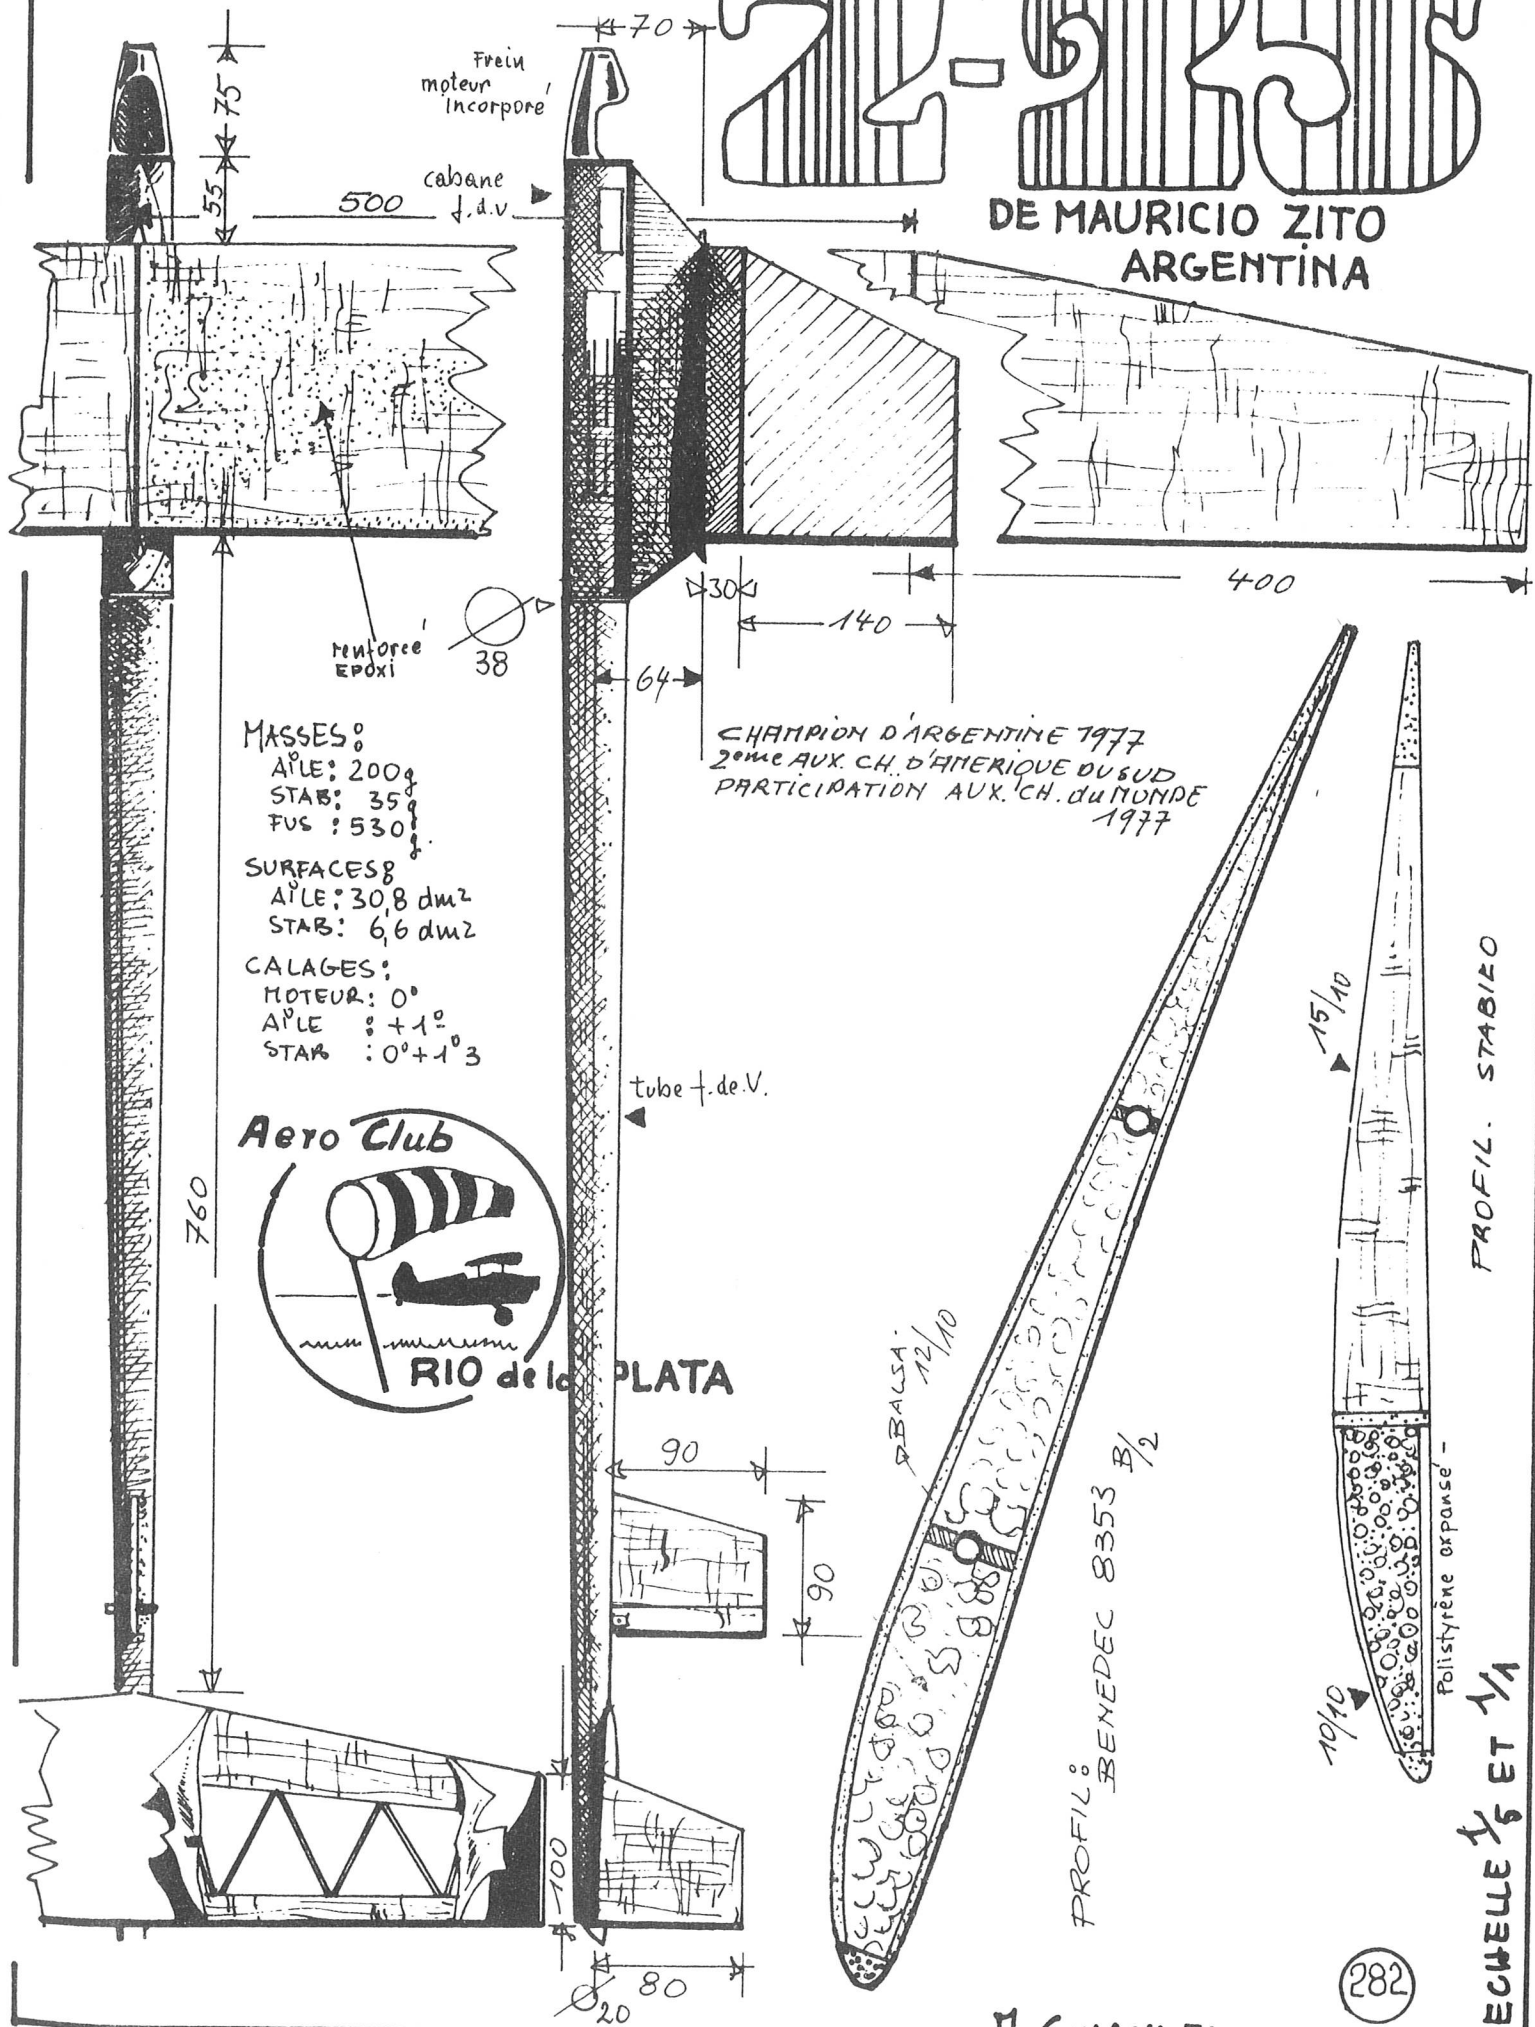 70
Frein
moteur
incorporé
75
cabane
f.d.v
55
500
DE MAURICIO ZITO
ARGENTINA
renforcé
EPOXI
38
30
140
400
64
MASSES:
AILE: 200g
STAB: 35g
FUS : 530g.
SURFACES:
AILE: 30,8 dm2
STAB: 6,6 dm2
CALAGES:
MOTEUR: 0°
AILE : +1°
STAB : 0°+1°3
CHAMPION D'ARGENTINE 1977
2eme AUX. CH. D'AMERIQUE DU SUD
PARTICIPATION AUX. CH. du MONDE
1977
tube f.de.V.
Aero Club
RIO de la PLATA
760
90
90
100
80
Ø20
BALSA-
12/10
PROFIL:
BENEDEC 8353 B/2
15/10
PROFIL. STABILO
10/10
Polistyrène expansé-
ECHELLE 1/5 ET 1/1
282